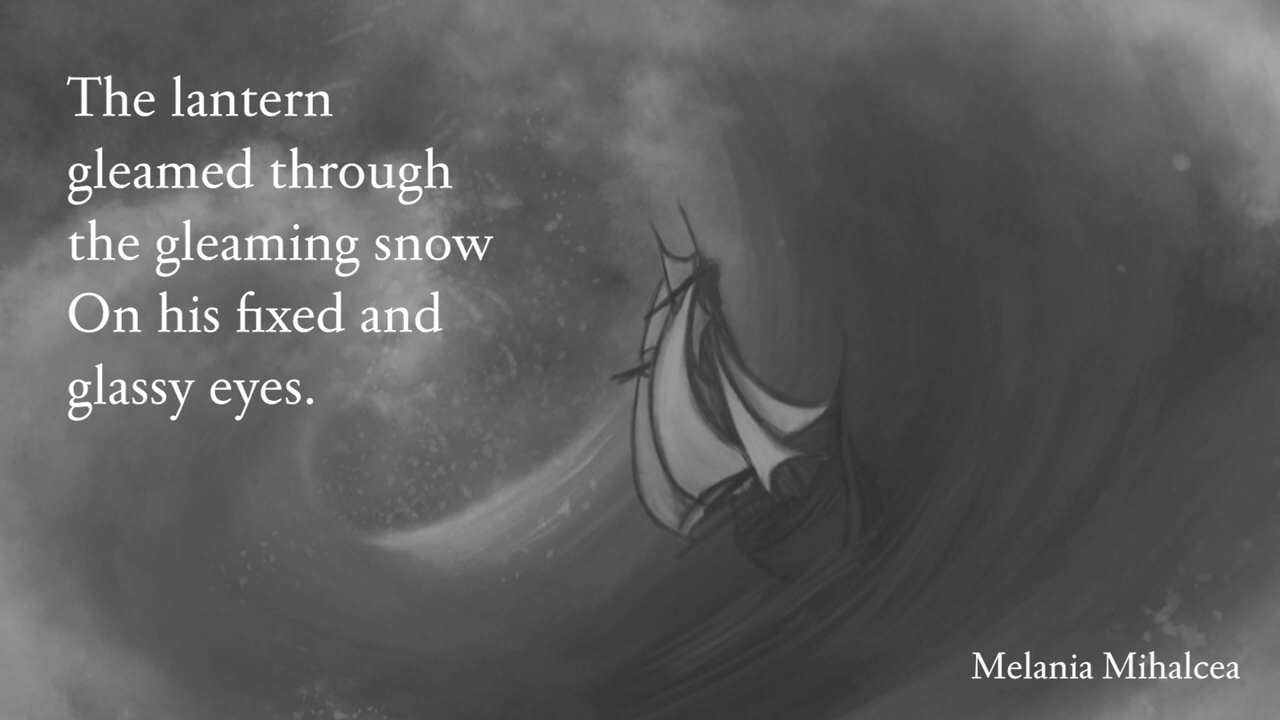 The lantern
gleamed through
the gleaming snow
On his fixed and
glassy eyes.
Melania Mihalcea